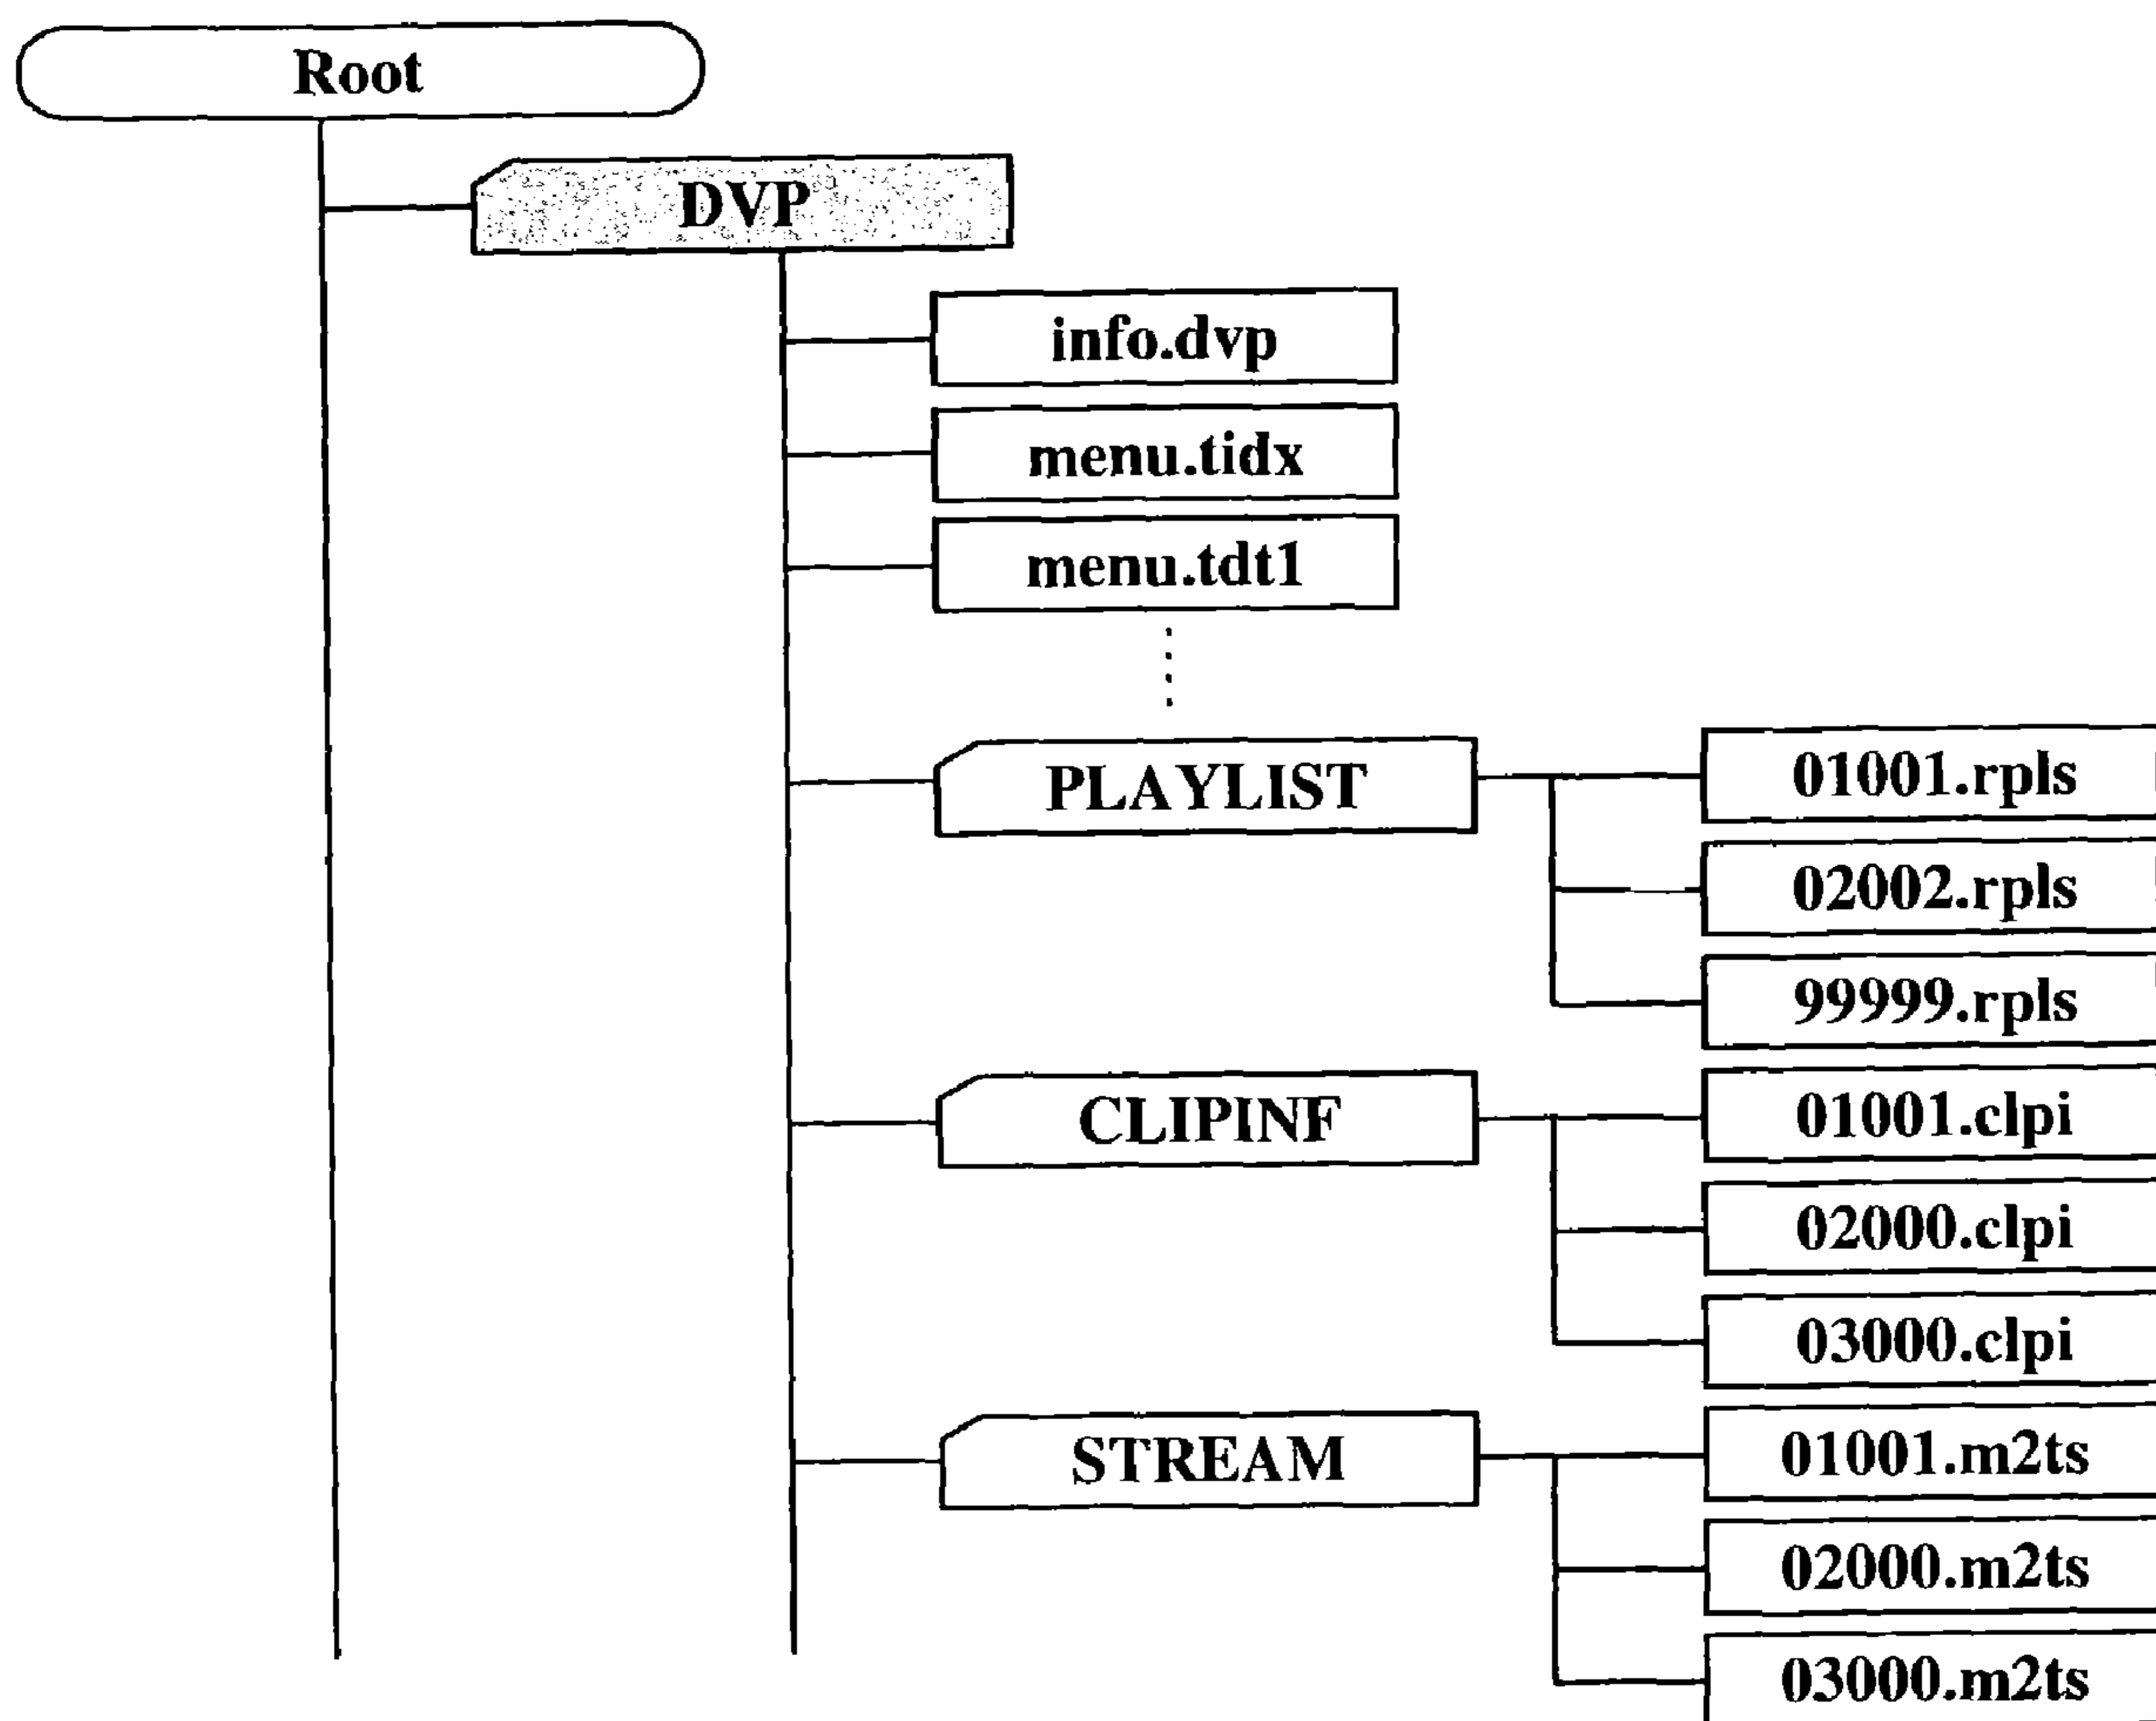 Root
DVP
info.dvp
menu.tidx
menu.tdt1
PLAYLIST
01001.rpls
02002.rpls
99999.rpls
CLIPINF
01001.clpi
02000.clpi
03000.clpi
STREAM
01001.m2ts
02000.m2ts
03000.m2ts